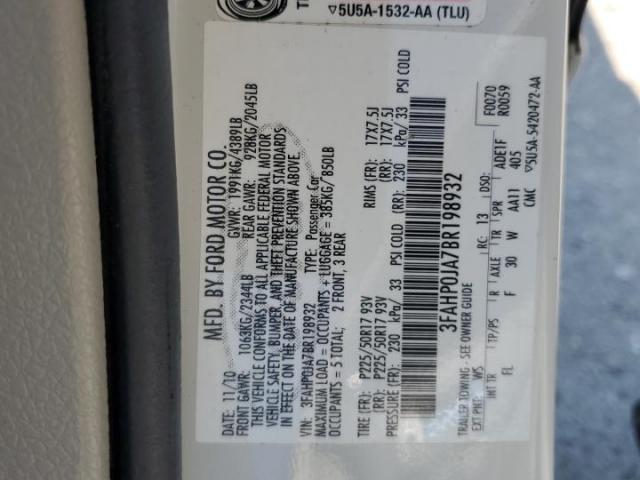 ▽5U5A-1532-AA (TLU)
MFD. BY FORD MOTOR CO.
DATE: 11/10 GVWR: 1991KG/4389LB
FRONT GAWR: 1063KG/2344LB REAR GAWR: 928KG/2045LB
THIS VEHICLE CONFORMS TO ALL APPLICABLE FEDERAL MOTOR
VEHICLE SAFETY, BUMPER, AND THEFT PREVENTION STANDARDS
IN EFFECT ON THE DATE OF MANUFACTURE SHOWN ABOVE.
VIN: 3FAHP0JA7BR198932 TYPE: Passenger Car
MAXIMUM LOAD = OCCUPANTS + LUGGAGE = 385KG/ 850LB
OCCUPANTS = 5 TOTAL; 2 FRONT, 3 REAR
TIRE (FR): P225/50R17 93V RIMS (FR): 17X7.5J
(RR): P225/50R17 93V (RR): 17X7.5J
PRESSURE (FR): 230 kPa/ 33 PSI COLD (RR): 230 kPa/ 33 PSI COLD
3FAHP0JA7BR198932
TRAILER TOWING - SEE OWNER GUIDE
F0070
R0059
EXT PNT: WS RC: 13 DSO:
INT TR TP/PS R AXLE TR SPR ADE1F
FL F 30 W AA11 405
CMC ▽5U5A-5420472-AA